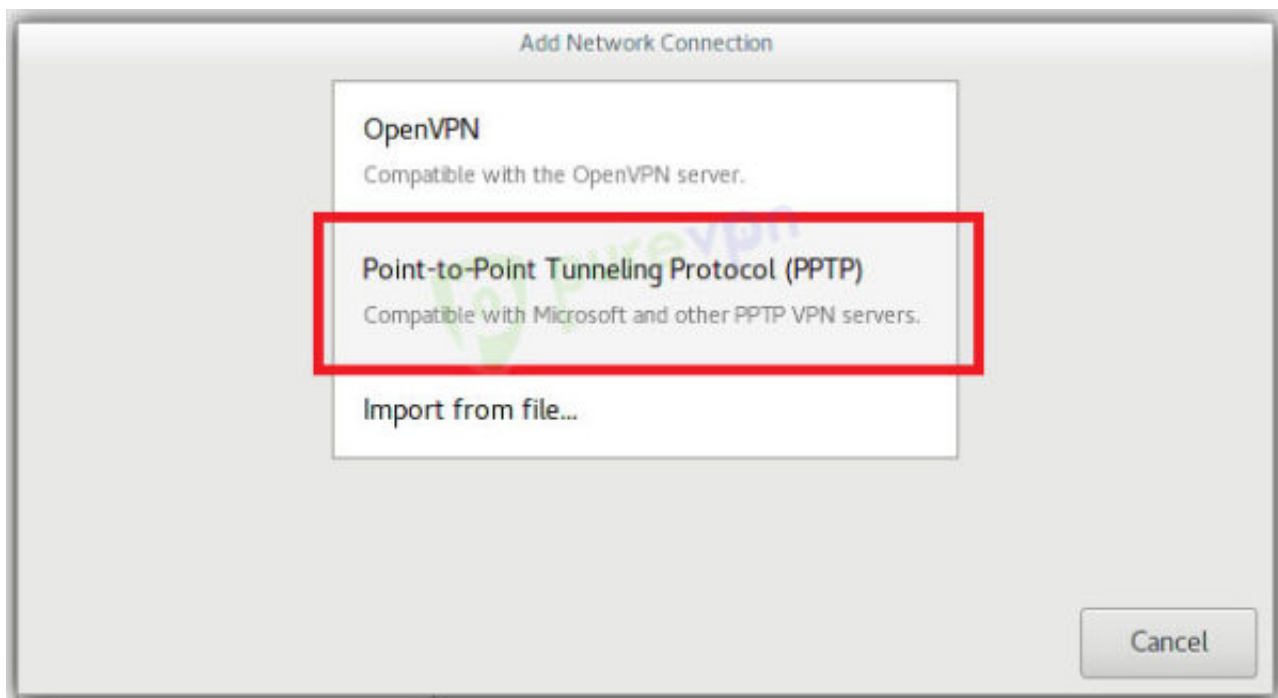 Add Network Connection
OpenVPN
Compatible with the OpenVPN server.
purevpn
Point-to-Point Tunneling Protocol (PPTP)
Compatible with Microsoft and other PPTP VPN servers.
Import from file...
Cancel